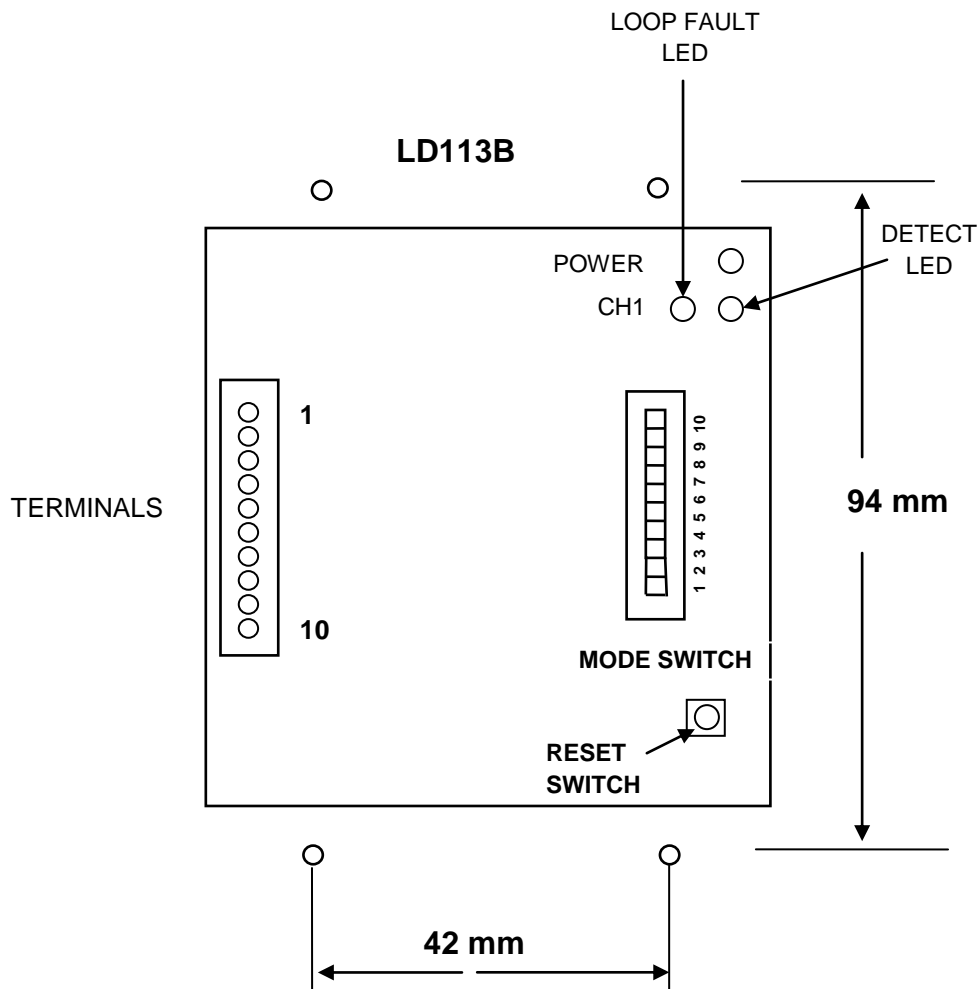 LOOP FAULT
LED
LD113B
DETECT
LED
POWER
CH1
1
10
TERMINALS
1 2 3 4 5 6 7 8 9 10
94 mm
MODE SWITCH
RESET
SWITCH
42 mm